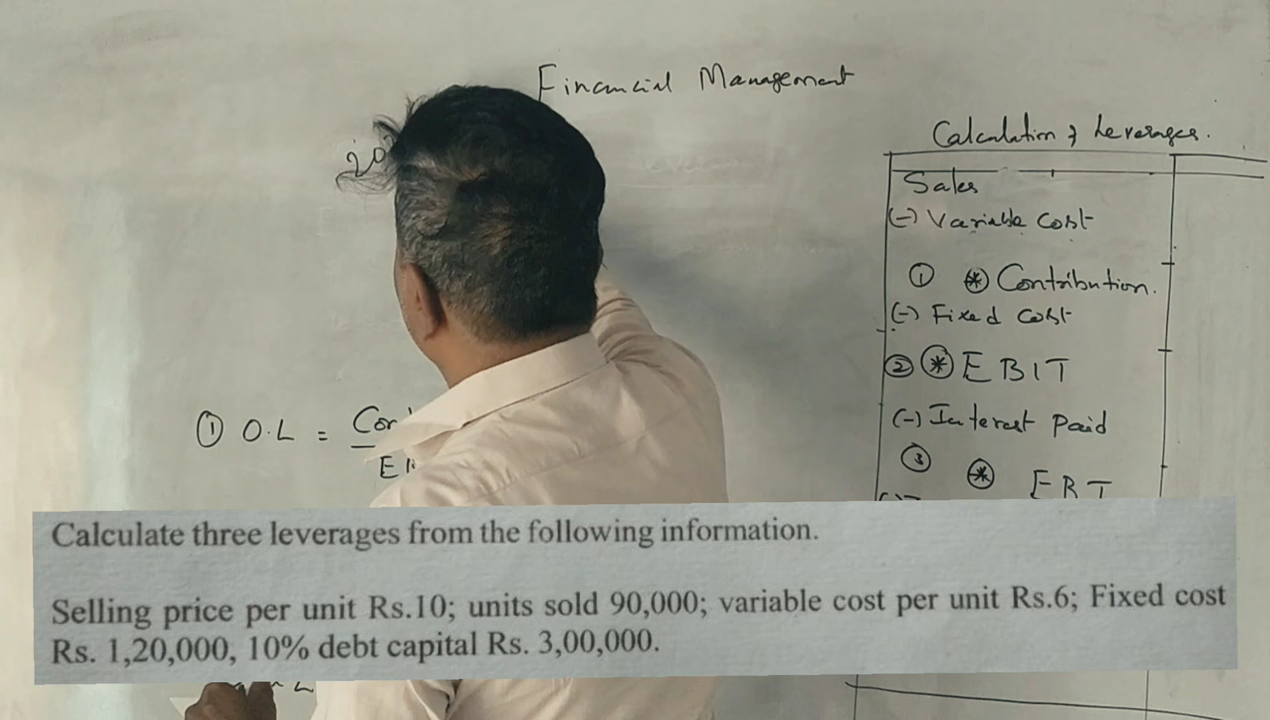 Financial Management
Calculation of Leverages.
Sales
(-) Variable Cost
① * Contribution.
(-) Fixed Cost
② * EBIT
(-) Interest Paid
③ * EBT
① O.L =
Calculate three leverages from the following information.
Selling price per unit Rs.10; units sold 90,000; variable cost per unit Rs.6; Fixed cost
Rs. 1,20,000, 10% debt capital Rs. 3,00,000.